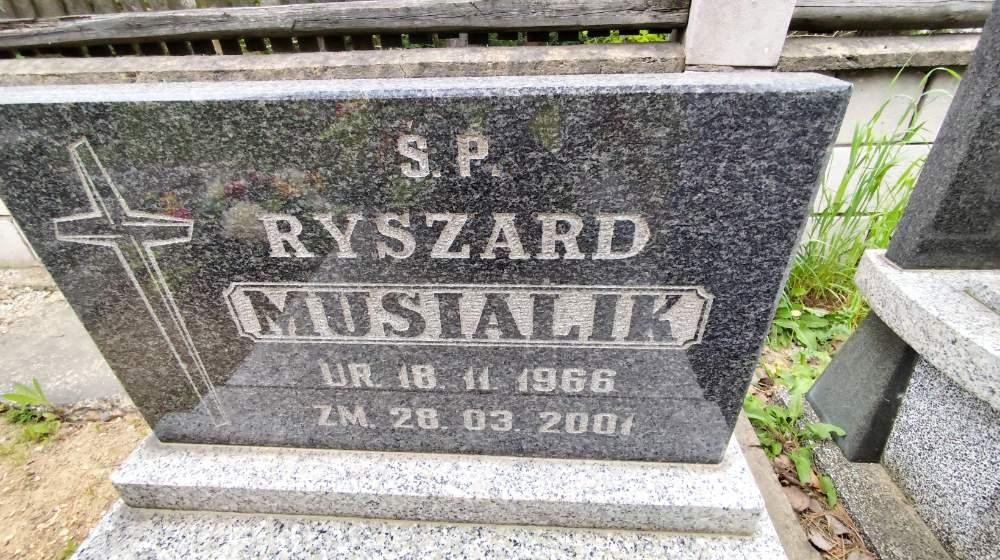 Ś.P.
RYSZARD
MUSIALIK
UR. 18. 11. 1966
ZM. 28. 03. 2001